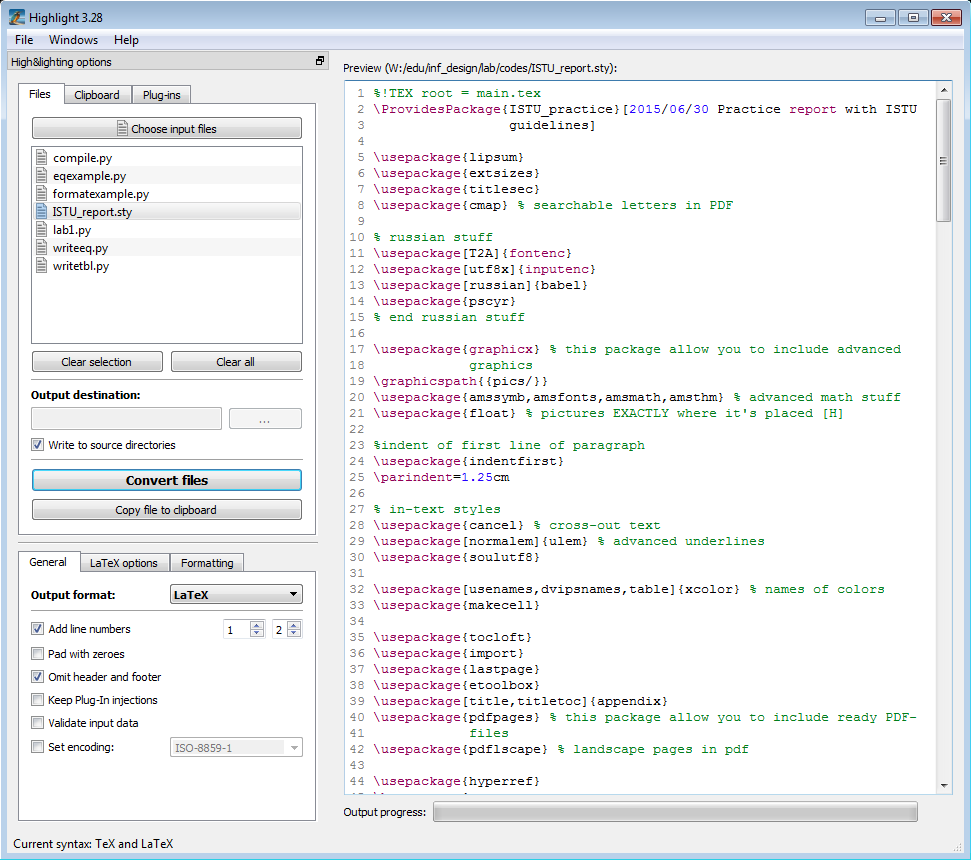 Highlight 3.28
File Windows Help
High&lighting options
Files Clipboard Plug-ins
Choose input files
compile.py
eqexample.py
formatexample.py
ISTU_report.sty
lab1.py
writeeq.py
writetbl.py
Clear selection Clear all
Output destination:
...
Write to source directories
Convert files
Copy file to clipboard
General LaTeX options Formatting
Output format: LaTeX
Add line numbers 1 2
Pad with zeroes
Omit header and footer
Keep Plug-In injections
Validate input data
Set encoding: ISO-8859-1
Preview (W:/edu/inf_design/lab/codes/ISTU_report.sty):
1 %!TEX root = main.tex
2 \ProvidesPackage{ISTU_practice}[2015/06/30 Practice report with ISTU
3 guidelines]
4
5 \usepackage{lipsum}
6 \usepackage{extsizes}
7 \usepackage{titlesec}
8 \usepackage{cmap} % searchable letters in PDF
9
10 % russian stuff
11 \usepackage[T2A]{fontenc}
12 \usepackage[utf8x]{inputenc}
13 \usepackage[russian]{babel}
14 \usepackage{pscyr}
15 % end russian stuff
16
17 \usepackage{graphicx} % this package allow you to include advanced
18 graphics
19 \graphicspath{{pics/}}
20 \usepackage{amssymb,amsfonts,amsmath,amsthm} % advanced math stuff
21 \usepackage{float} % pictures EXACTLY where it's placed [H]
22
23 %indent of first line of paragraph
24 \usepackage{indentfirst}
25 \parindent=1.25cm
26
27 % in-text styles
28 \usepackage{cancel} % cross-out text
29 \usepackage[normalem]{ulem} % advanced underlines
30 \usepackage{soulutf8}
31
32 \usepackage[usenames,dvipsnames,table]{xcolor} % names of colors
33 \usepackage{makecell}
34
35 \usepackage{tocloft}
36 \usepackage{import}
37 \usepackage{lastpage}
38 \usepackage{etoolbox}
39 \usepackage[title,titletoc]{appendix}
40 \usepackage{pdfpages} % this package allow you to include ready PDF-
41 files
42 \usepackage{pdflscape} % landscape pages in pdf
43
44 \usepackage{hyperref}
Output progress:
Current syntax: TeX and LaTeX